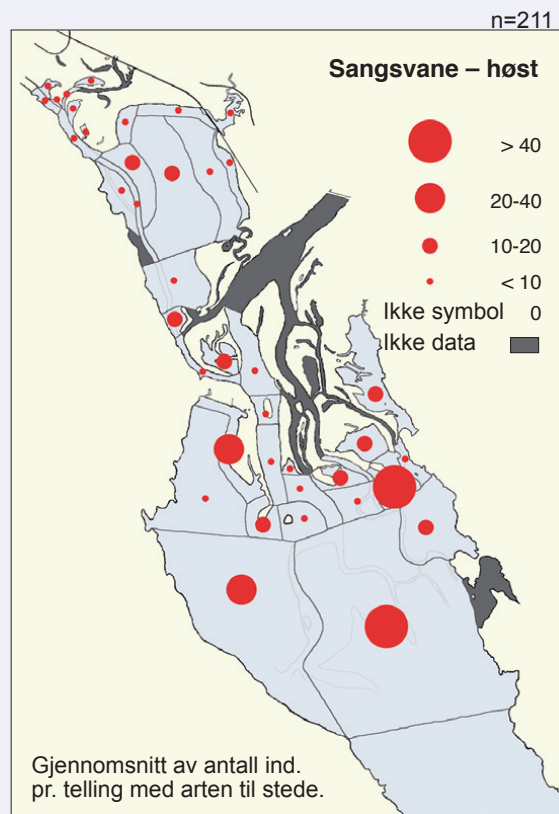 n=211
Sangsvane – høst
> 40
20-40
10-20
< 10
Ikke symbol 0
Ikke data
Gjennomsnitt av antall ind.
pr. telling med arten til stede.